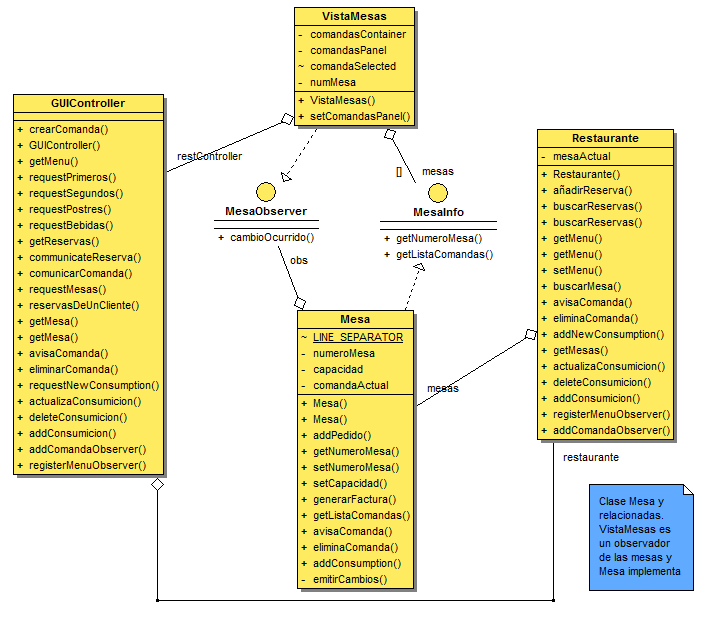 VistaMesas
- comandasContainer
- comandasPanel
~ comandaSelected
- numMesa
+ VistaMesas()
+ setComandasPanel()
GUIController
+ crearComanda()
+ GUIController()
+ getMenu()
+ requestPrimeros()
+ requestSegundos()
+ requestPostres()
+ requestBebidas()
+ getReservas()
+ communicateReserva()
+ comunicarComanda()
+ requestMesas()
+ reservasDeUnCliente()
+ getMesa()
+ getMesa()
+ avisaComanda()
+ eliminarComanda()
+ requestNewConsumption()
+ actualizaConsumicion()
+ deleteConsumicion()
+ addConsumicion()
+ addComandaObserver()
+ registerMenuObserver()
restController
[] mesas
MesaObserver
+ cambioOcurrido()
obs
MesaInfo
+ getNumeroMesa()
+ getListaComandas()
Mesa
~ LINE_SEPARATOR
- numeroMesa
- capacidad
- comandaActual
+ Mesa()
+ Mesa()
+ addPedido()
+ getNumeroMesa()
+ setNumeroMesa()
+ setCapacidad()
+ generarFactura()
+ getListaComandas()
+ avisaComanda()
+ eliminaComanda()
+ addConsumption()
- emitirCambios()
mesas
Restaurante
- mesaActual
+ Restaurante()
+ añadirReserva()
+ buscarReservas()
+ buscarReservas()
+ getMenu()
+ getMenu()
+ setMenu()
+ buscarMesa()
+ avisaComanda()
+ eliminaComanda()
+ addNewConsumption()
+ getMesas()
+ actualizaConsumicion()
+ deleteConsumicion()
+ addConsumicion()
+ registerMenuObserver()
+ addComandaObserver()
restaurante
Clase Mesa y
relacionadas.
VistaMesas es
un observador
de las mesas y
Mesa implementa